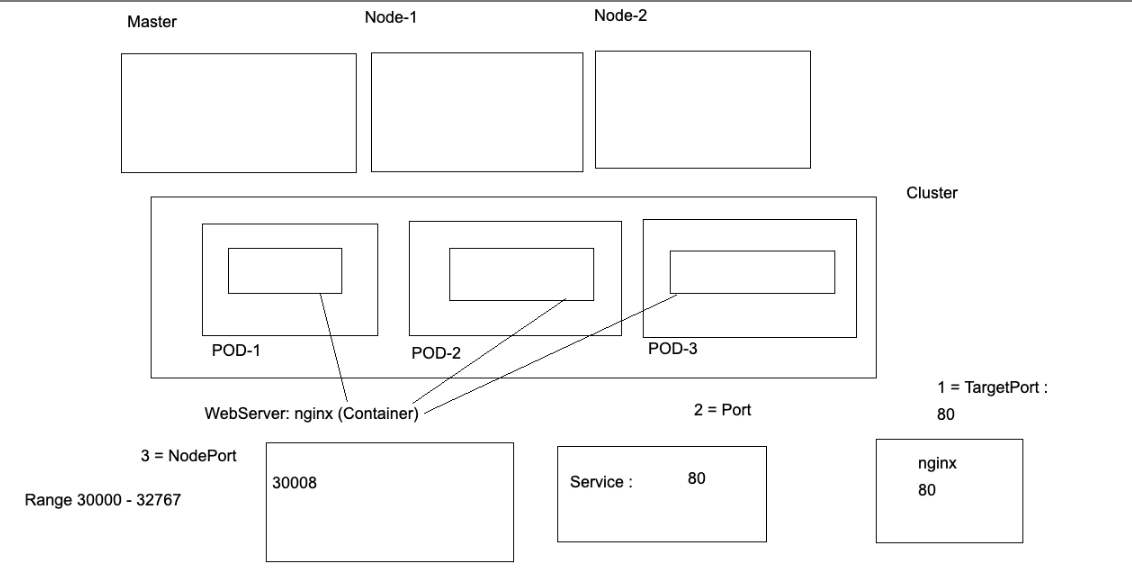 Master
Node-1
Node-2
Cluster
POD-1
POD-2
POD-3
WebServer: nginx (Container)
2 = Port
1 = TargetPort :
80
3 = NodePort
Range 30000 - 32767
30008
Service : 80
nginx
80